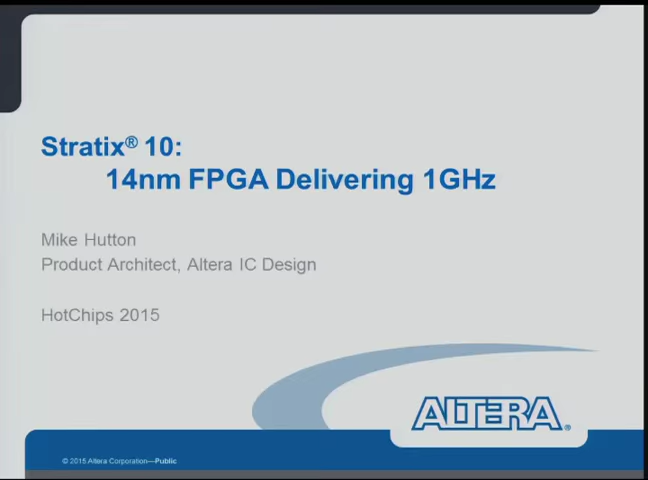 Stratix® 10:
14nm FPGA Delivering 1GHz
Mike Hutton
Product Architect, Altera IC Design
HotChips 2015
ALTERA®
© 2015 Altera Corporation—Public